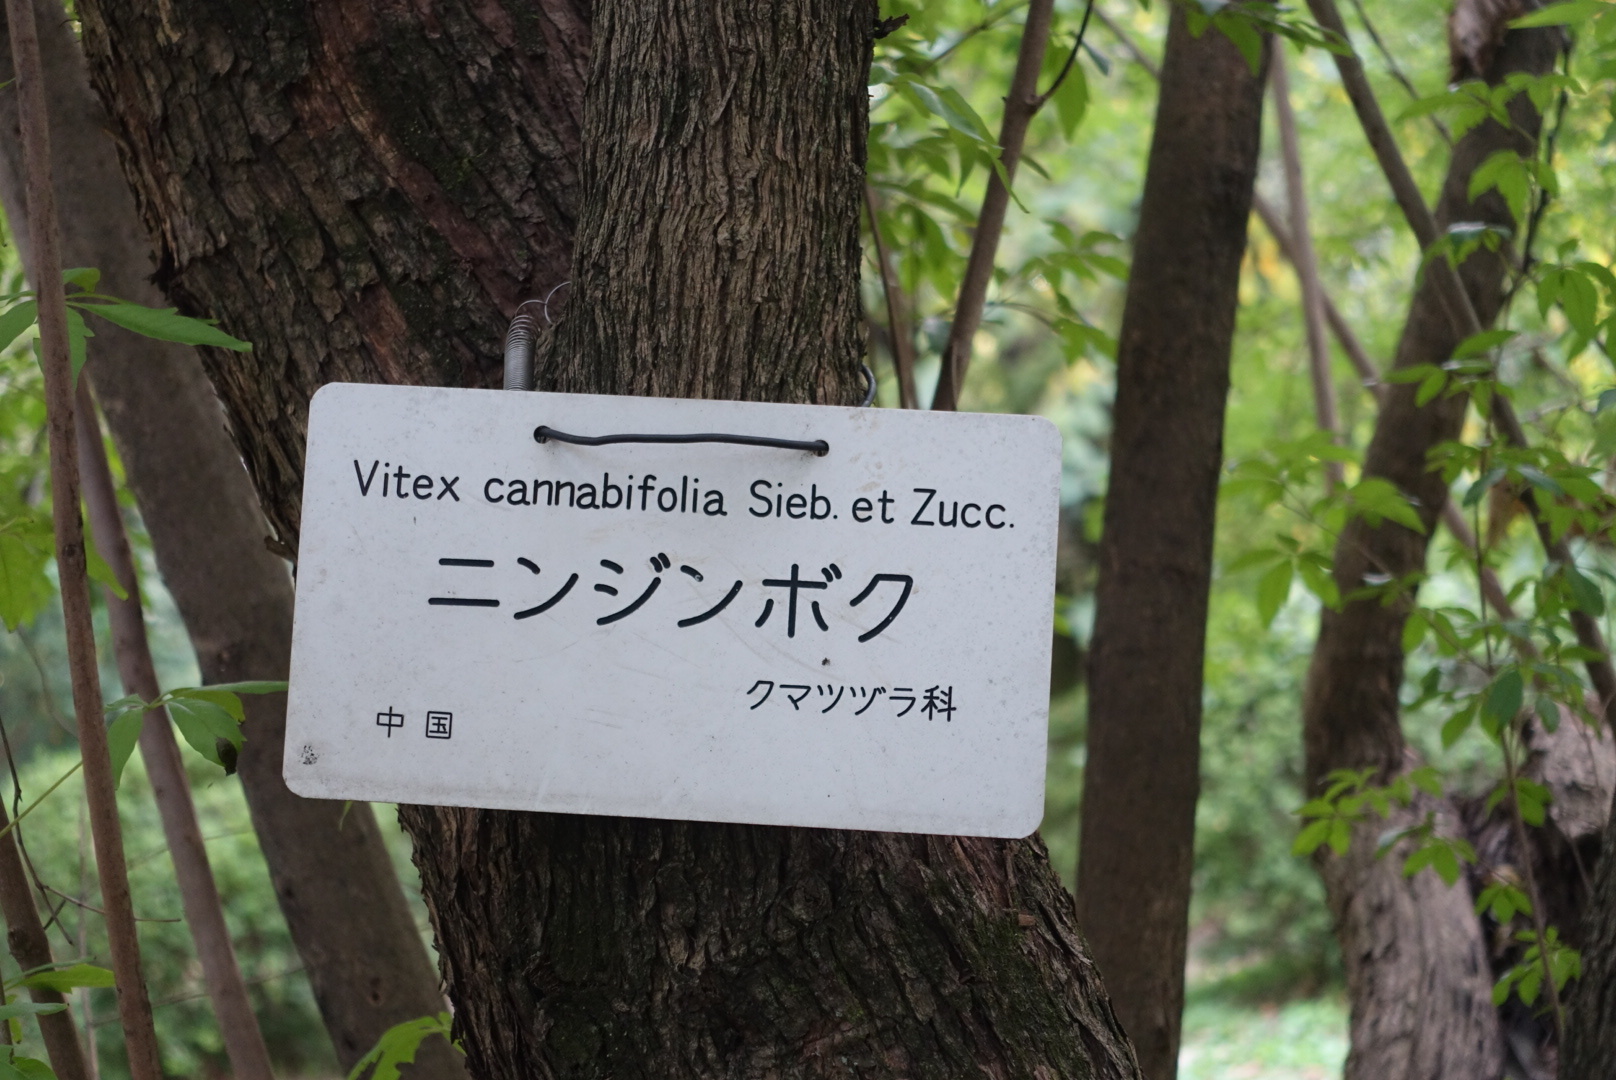 Vitex cannabifolia Sieb. et Zucc.
ニンジンボク
クマツヅラ科
中国